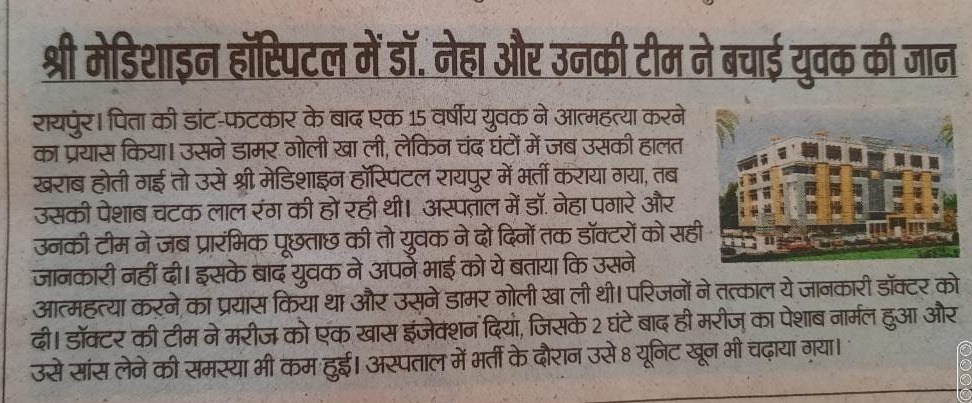 श्री मेडिशाइन हॉस्पिटल में डॉ. नेहा और उनकी टीम ने बचाई युवक की जान
रायपुर। पिता की डांट-फटकार के बाद एक 15 वर्षीय युवक ने आत्महत्या करने
का प्रयास किया। उसने डामर गोली खा ली, लेकिन चंद घंटों में जब उसकी हालत
खराब होती गई तो उसे श्री मेडिशाइन हॉस्पिटल रायपुर में भर्ती कराया गया, तब
उसकी पेशाब चटक लाल रंग की हो रही थी। अस्पताल में डॉ. नेहा पगारे और
उनकी टीम ने जब प्रारंभिक पूछताछ की तो युवक ने दो दिनों तक डॉक्टरों को सही
जानकारी नहीं दी। इसके बाद युवक ने अपने भाई को ये बताया कि उसने
आत्महत्या करने का प्रयास किया था और उसने डामर गोली खा ली थी। परिजनों ने तत्काल ये जानकारी डॉक्टर को
दी। डॉक्टर की टीम ने मरीज को एक खास इंजेक्शन दिया, जिसके 2 घंटे बाद ही मरीज का पेशाब नार्मल हुआ और
उसे सांस लेने की समस्या भी कम हुई। अस्पताल में भर्ती के दौरान उसे 8 यूनिट खून भी चढ़ाया गया।